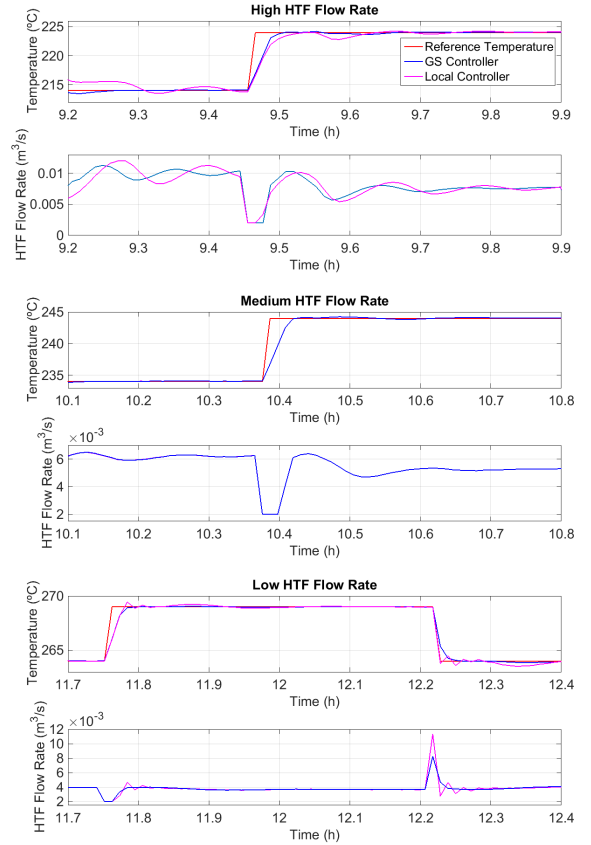 High HTF Flow Rate
225
220
215
Temperature (ºC)
Reference Temperature
GS Controller
Local Controller
9.2 9.3 9.4 9.5 9.6 9.7 9.8 9.9
Time (h)
0.01
0.005
0
HTF Flow Rate (m³/s)
9.2 9.3 9.4 9.5 9.6 9.7 9.8 9.9
Time (h)
Medium HTF Flow Rate
245
240
235
Temperature (ºC)
10.1 10.2 10.3 10.4 10.5 10.6 10.7 10.8
Time (h)
×10⁻³
6
4
2
HTF Flow Rate (m³/s)
10.1 10.2 10.3 10.4 10.5 10.6 10.7 10.8
Time (h)
Low HTF Flow Rate
270
265
Temperature (ºC)
11.7 11.8 11.9 12 12.1 12.2 12.3 12.4
Time (h)
×10⁻³
12
10
8
6
4
2
HTF Flow Rate (m³/s)
11.7 11.8 11.9 12 12.1 12.2 12.3 12.4
Time (h)